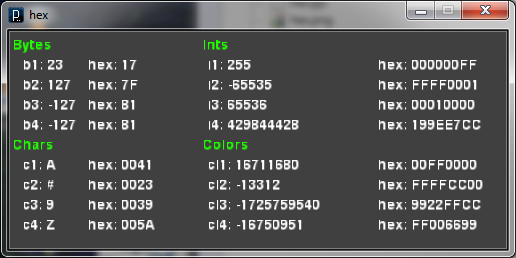 hex
Bytes Ints
b1: 23 hex: 17 i1: 255 hex: 000000FF
b2: 127 hex: 7F i2: -65535 hex: FFFF0001
b3: -127 hex: 81 i3: 65536 hex: 00010000
b4: -127 hex: 81 i4: 429844428 hex: 199EE7CC
Chars Colors
c1: A hex: 0041 cl1: 16711680 hex: 00FF0000
c2: # hex: 0023 cl2: -13312 hex: FFFFCC00
c3: 9 hex: 0039 cl3: -1725759540 hex: 9922FFCC
c4: Z hex: 005A cl4: -16750951 hex: FF006699